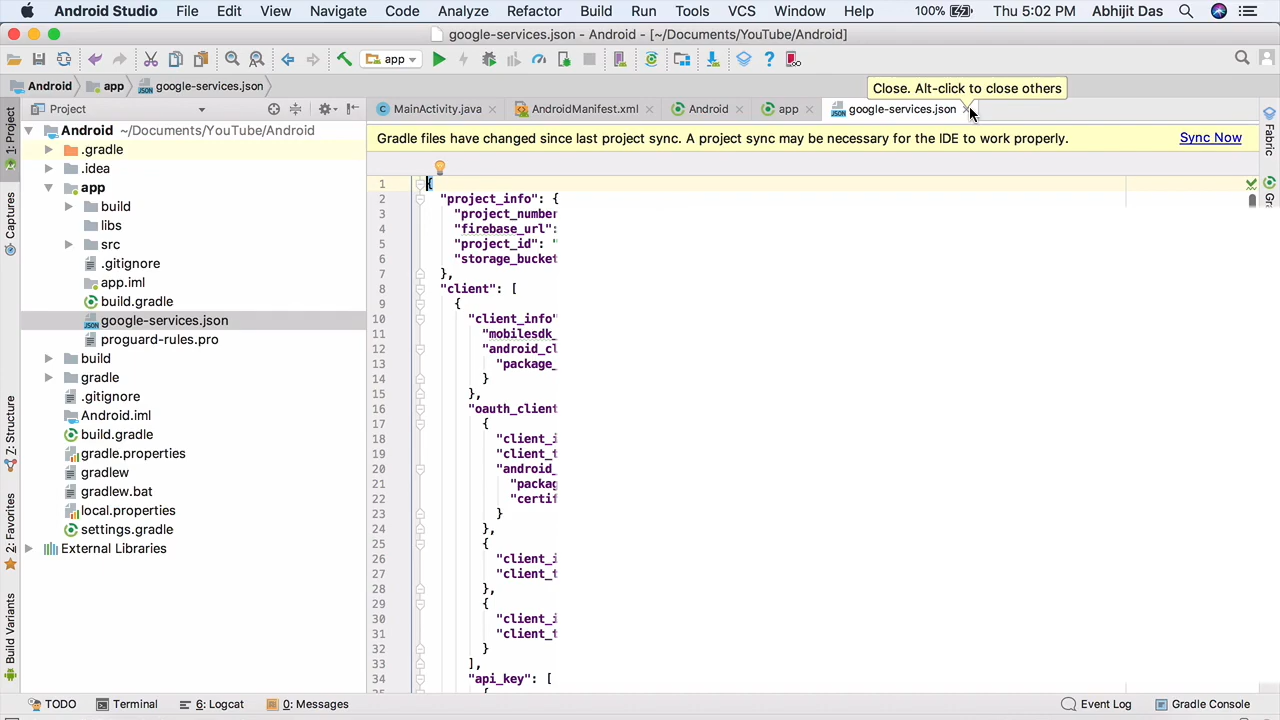 Android Studio File Edit View Navigate Code Analyze Refactor Build Run Tools VCS Window Help 100% Thu 5:02 PM Abhijit Das
google-services.json - Android - [~/Documents/YouTube/Android]
app
Android app google-services.json
Close. Alt-click to close others
Project
MainActivity.java AndroidManifest.xml Android app google-services.json
Gradle files have changed since last project sync. A project sync may be necessary for the IDE to work properly. Sync Now
1: Project
Captures
Z: Structure
2: Favorites
Build Variants
Android ~/Documents/YouTube/Android
.gradle
.idea
app
build
libs
src
.gitignore
app.iml
build.gradle
google-services.json
proguard-rules.pro
build
gradle
.gitignore
Android.iml
build.gradle
gradle.properties
gradlew
gradlew.bat
local.properties
settings.gradle
External Libraries
1 {
2 "project_info": {
3 "project_number
4 "firebase_url":
5 "project_id": "
6 "storage_bucket
7 },
8 "client": [
9 {
10 "client_info"
11 "mobilesdk_
12 "android_cl
13 "package_
14 }
15 },
16 "oauth_client
17 {
18 "client_i
19 "client_t
20 "android_
21 "packag
22 "certif
23 }
24 },
25 {
26 "client_i
27 "client_t
28 },
29 {
30 "client_i
31 "client_t
32 }
33 ],
34 "api_key": [
Fabric
TODO Terminal 6: Logcat 0: Messages Event Log Gradle Console